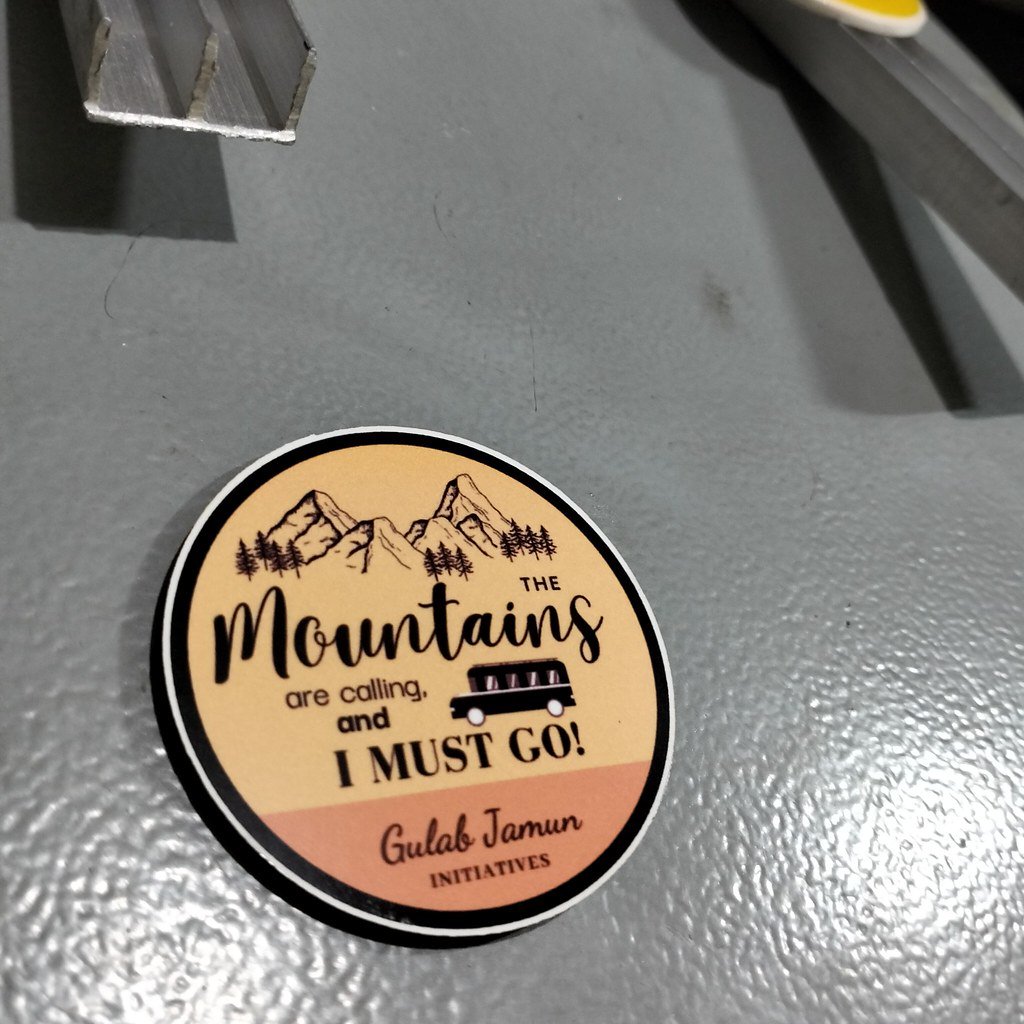 THE
Mountains
are calling,
and
I MUST GO!
Gulab Jamun
INITIATIVES